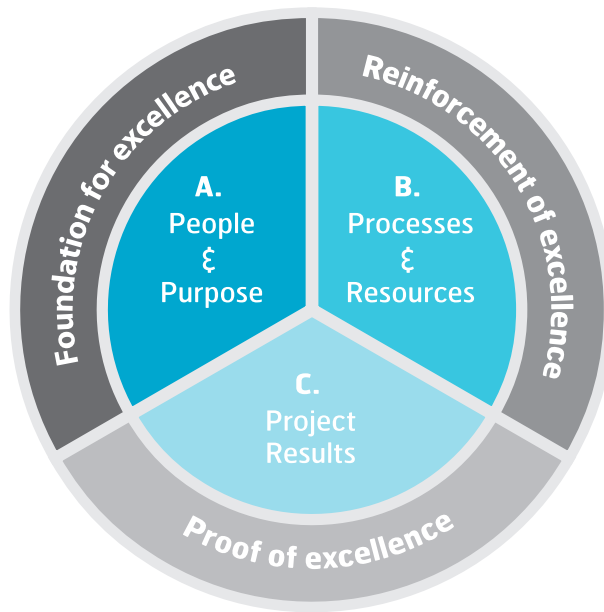 Foundation for excellence
Reinforcement of excellence
A.
People
&
Purpose
B.
Processes
&
Resources
C.
Project
Results
Proof of excellence